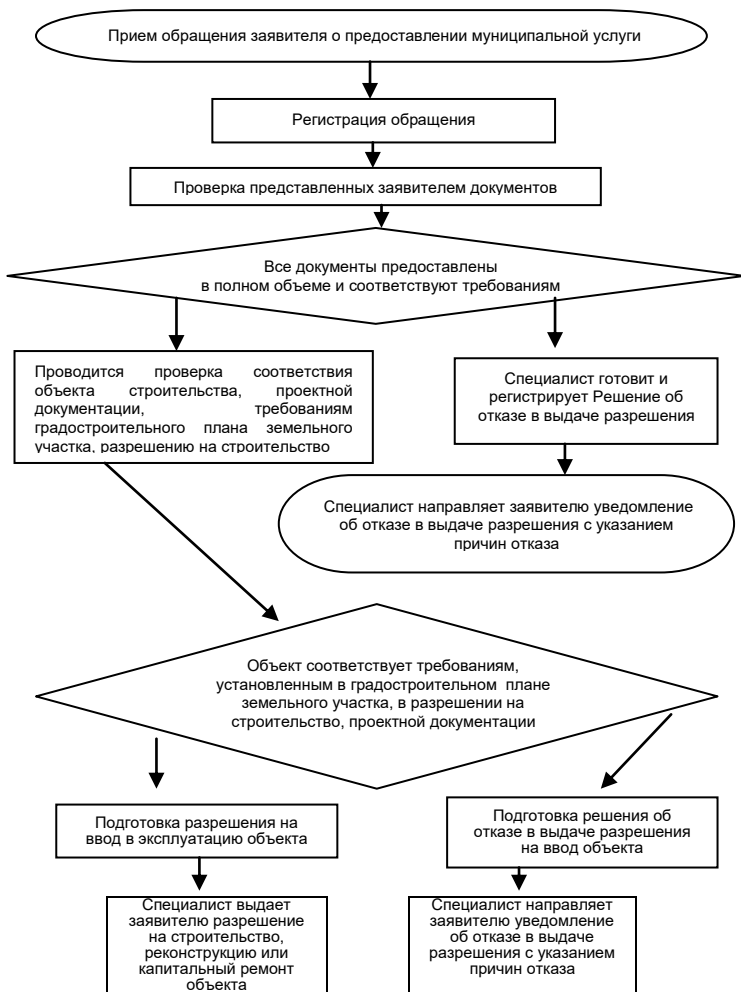 Прием обращения заявителя о предоставлении муниципальной услуги
Регистрация обращения
Проверка представленных заявителем документов
Все документы предоставлены
в полном объеме и соответствуют требованиям
Проводится проверка соответствия
объекта строительства, проектной
документации, требованиям
градостроительного плана земельного
участка, разрешению на строительство
Специалист готовит и
регистрирует Решение об
отказе в выдаче разрешения
Специалист направляет заявителю уведомление
об отказе в выдаче разрешения с указанием
причин отказа
Объект соответствует требованиям,
установленным в градостроительном плане
земельного участка, в разрешении на
строительство, проектной документации
Подготовка разрешения на
ввод в эксплуатацию объекта
Подготовка решения об
отказе в выдаче разрешения
на ввод объекта
Специалист выдает
заявителю разрешение
на строительство,
реконструкцию или
капитальный ремонт
объекта
Специалист направляет
заявителю уведомление
об отказе в выдаче
разрешения с указанием
причин отказа